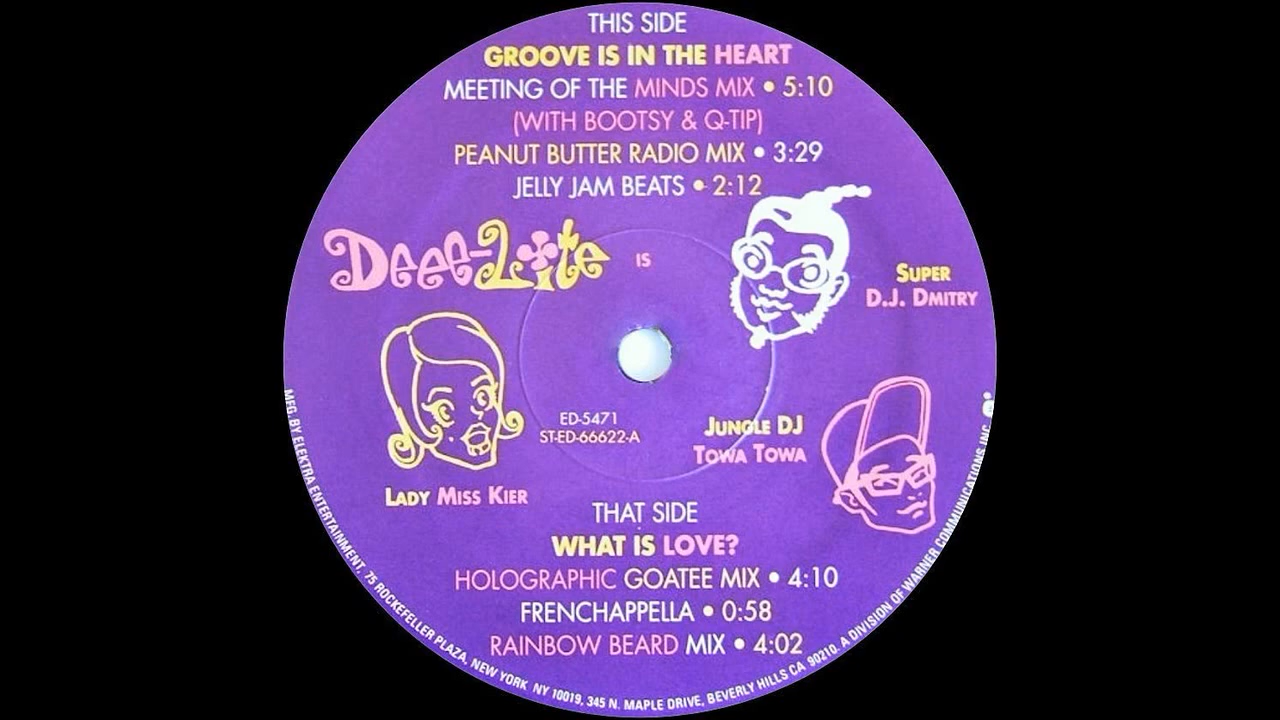 THIS SIDE
GROOVE IS IN THE HEART
MEETING OF THE MINDS MIX • 5:10
(WITH BOOTSY & Q-TIP)
PEANUT BUTTER RADIO MIX • 3:29
JELLY JAM BEATS • 2:12
Deee-Lite IS
SUPER
D.J. DMITRY
LADY MISS KIER
ED-5471
ST-ED-66622-A
JUNGLE DJ
TOWA TOWA
THAT SIDE
WHAT IS LOVE?
HOLOGRAPHIC GOATEE MIX • 4:10
FRENCHAPPELLA • 0:58
RAINBOW BEARD MIX • 4:02
MFG. BY ELEKTRA ENTERTAINMENT, 75 ROCKEFELLER PLAZA, NEW YORK NY 10019, 345 N. MAPLE DRIVE, BEVERLY HILLS CA 90210. A DIVISION OF WARNER COMMUNICATIONS INC.